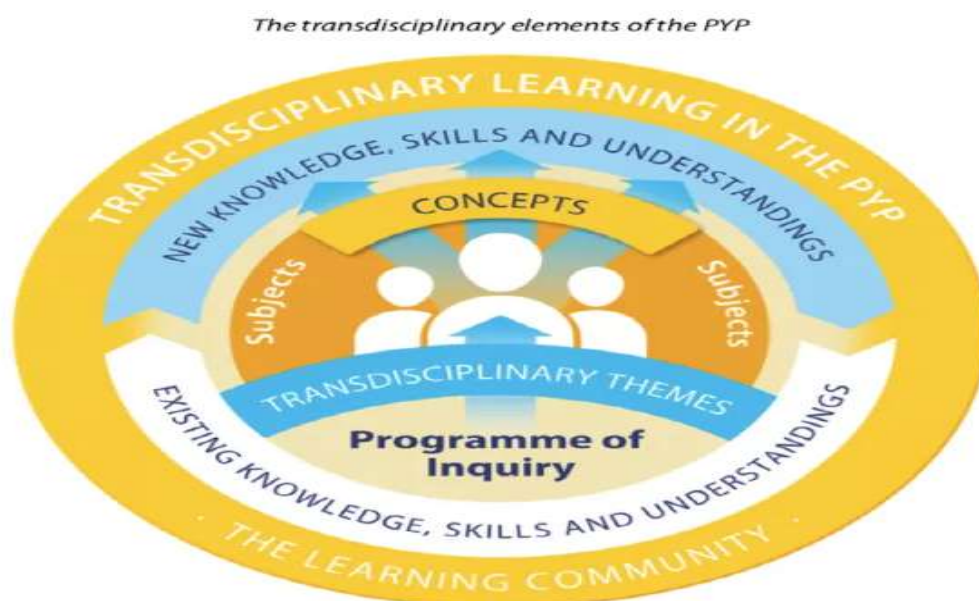 The transdisciplinary elements of the PYP
TRANSDISCIPLINARY LEARNING IN THE PYP
NEW KNOWLEDGE, SKILLS AND UNDERSTANDINGS
CONCEPTS
Subjects
Subjects
TRANSDISCIPLINARY THEMES
Programme of
Inquiry
EXISTING KNOWLEDGE, SKILLS AND UNDERSTANDINGS
· THE LEARNING COMMUNITY ·